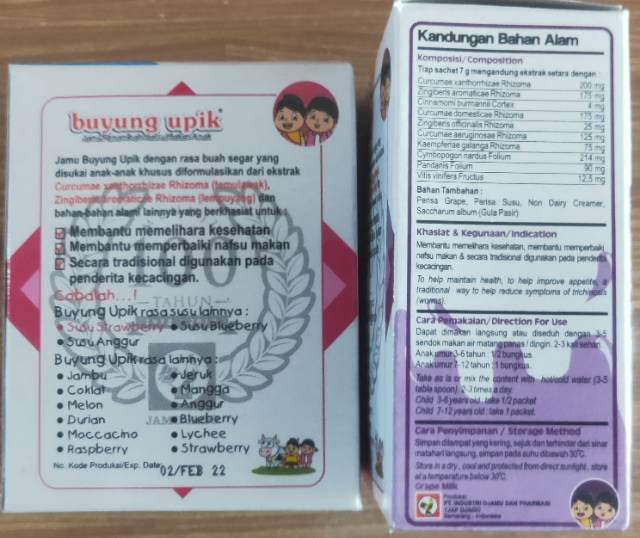 buyung upik
Jamu Buyung Upik dengan rasa buah segar yang
disukai anak-anak khusus diformulasikan dari ekstrak
Curcumae xanthorrhizae Rhizoma (temulawak),
Zingiberis aromaticae Rhizoma (lempuyang) dan
bahan-bahan alam lainnya yang berkhasiat untuk
Membantu memelihara kesehatan
Membantu memperbaiki nafsu makan
Secara tradisional digunakan pada
penderita kecacingan.
Cobalah...!
TAHUN
Buyung Upik rasa susu lainnya :
• Susu Strawberry • Susu Blueberry
• Susu Anggur
Buyung Upik rasa lainnya :
• Jambu • Jeruk
• Coklat • Mangga
• Melon • Anggur
• Durian • Blueberry
• Moccacino • Lychee
• Raspberry • Strawberry
No. Kode Produksi/Exp. Date
02/FEB 22
Kandungan Bahan Alam
Komposisi/Composition
Tiap sachet 7 g mengandung ekstrak setara dengan
Curcumae xanthorrhizae Rhizoma 200 mg
Zingiberis aromaticae Rhizoma 175 mg
Cinnamomi burmannii Cortex 4 mg
Curcumae domesticae Rhizoma 175 mg
Zingiberis officinalis Rhizoma 25 mg
Curcumae aeruginosae Rhizoma 125 mg
Kaempferiae galanga Rhizoma 75 mg
Cymbopogon nardus Folium 214 mg
Pandanis Folium 90 mg
Vitis vinifera Fructus 12,5 mg
Bahan Tambahan :
Perisa Grape, Perisa Susu, Non Dairy Creamer,
Saccharum album (Gula Pasir)
Khasiat & Kegunaan/Indication
Membantu memelihara kesehatan, membantu memperbaiki
nafsu makan & secara tradisional digunakan pada penderita
kecacingan.
To help maintain health, to help improve appetite,
traditional way to help reduce symptoms of trichinosis
(worms).
Cara Pemakaian/Direction For Use
Dapat dimakan langsung atau diseduh dengan 3-5
sendok makan air matang panas / dingin. 2-3 kali sehari
Anak umur 3-6 tahun : 1/2 bungkus.
Anak umur 7-12 tahun : 1 bungkus.
Take as is or mix the content with hot/cold water (3-5
table spoon). 2-3 times a day
Child 3-6 years old : take 1/2 packet
Child 7-12 years old : take 1 packet.
Cara Penyimpanan / Storage Method
Simpan ditempat yang kering, sejuk dan terhindar dari sinar
matahari langsung, simpan pada suhu dibawah 30°C.
Store in a dry, cool and protected from direct sunlight, store
at a temperature below 30°C.
Grape Milk
Produksi:
PT. INDUSTRI DJAMU DAN PHARMASI
CAP DJAGO
Semarang - Indonesia